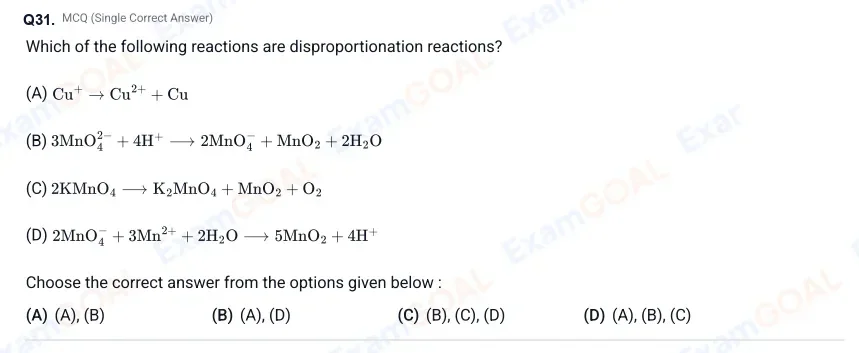 Q31. MCQ (Single Correct Answer)
Which of the following reactions are disproportionation reactions?
(A) Cu⁺ → Cu²⁺ + Cu
(B) 3MnO₄²⁻ + 4H⁺ ⟶ 2MnO₄⁻ + MnO₂ + 2H₂O
(C) 2KMnO₄ ⟶ K₂MnO₄ + MnO₂ + O₂
(D) 2MnO₄⁻ + 3Mn²⁺ + 2H₂O ⟶ 5MnO₂ + 4H⁺
Choose the correct answer from the options given below :
(A) (A), (B) (B) (A), (D) (C) (B), (C), (D) (D) (A), (B), (C)